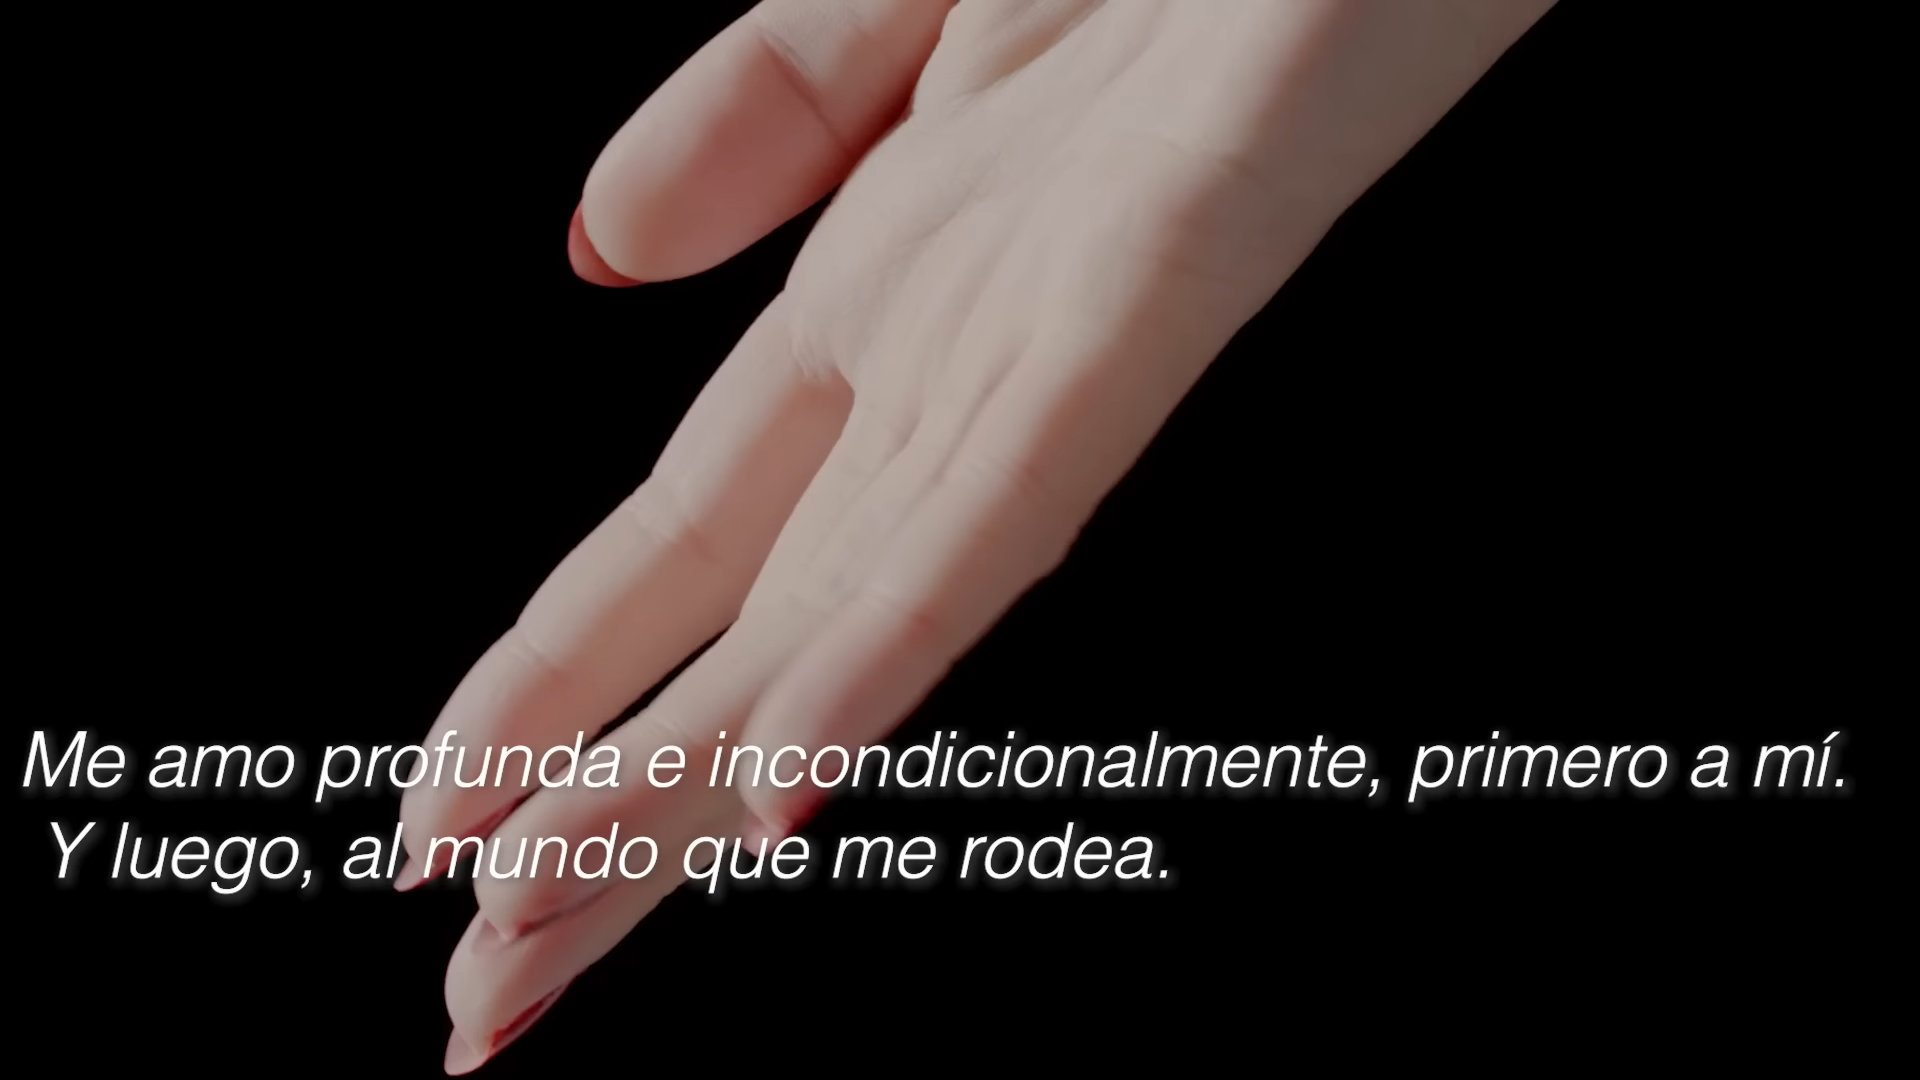 Me amo profunda e incondicionalmente, primero a mí.
Y luego, al mundo que me rodea.